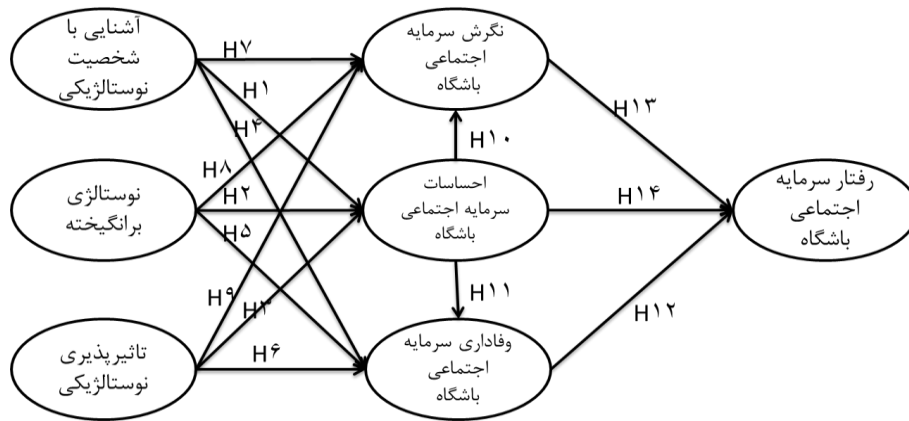 آشنایی با
شخصیت
نوستالژیکی
نگرش سرمایه
اجتماعی
باشگاه
H۷
H۱
H۴
H۱۳
H۱۰
H۸
نوستالژی
برانگیخته
H۲
احساسات
سرمایه اجتماعی
باشگاه
H۱۴
رفتار سرمایه
اجتماعی
باشگاه
H۵
H۹
H۳
H۱۱
H۱۲
تاثیرپذیری
نوستالژیکی
H۶
وفاداری سرمایه
اجتماعی
باشگاه